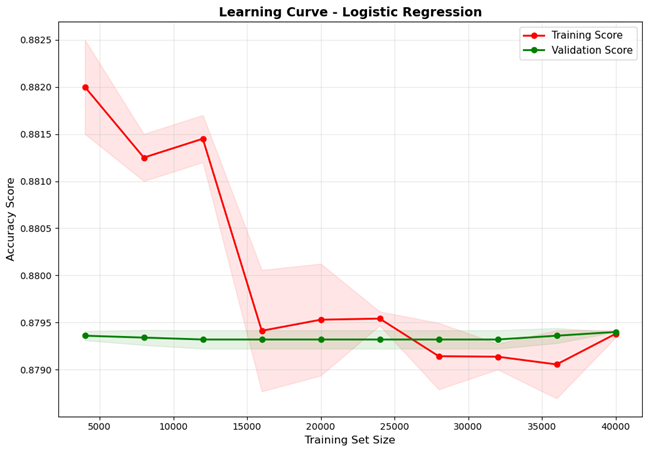 Learning Curve - Logistic Regression
Training Score
Validation Score
0.8825
0.8820
0.8815
0.8810
0.8805
0.8800
0.8795
0.8790
Accuracy Score
5000 10000 15000 20000 25000 30000 35000 40000
Training Set Size